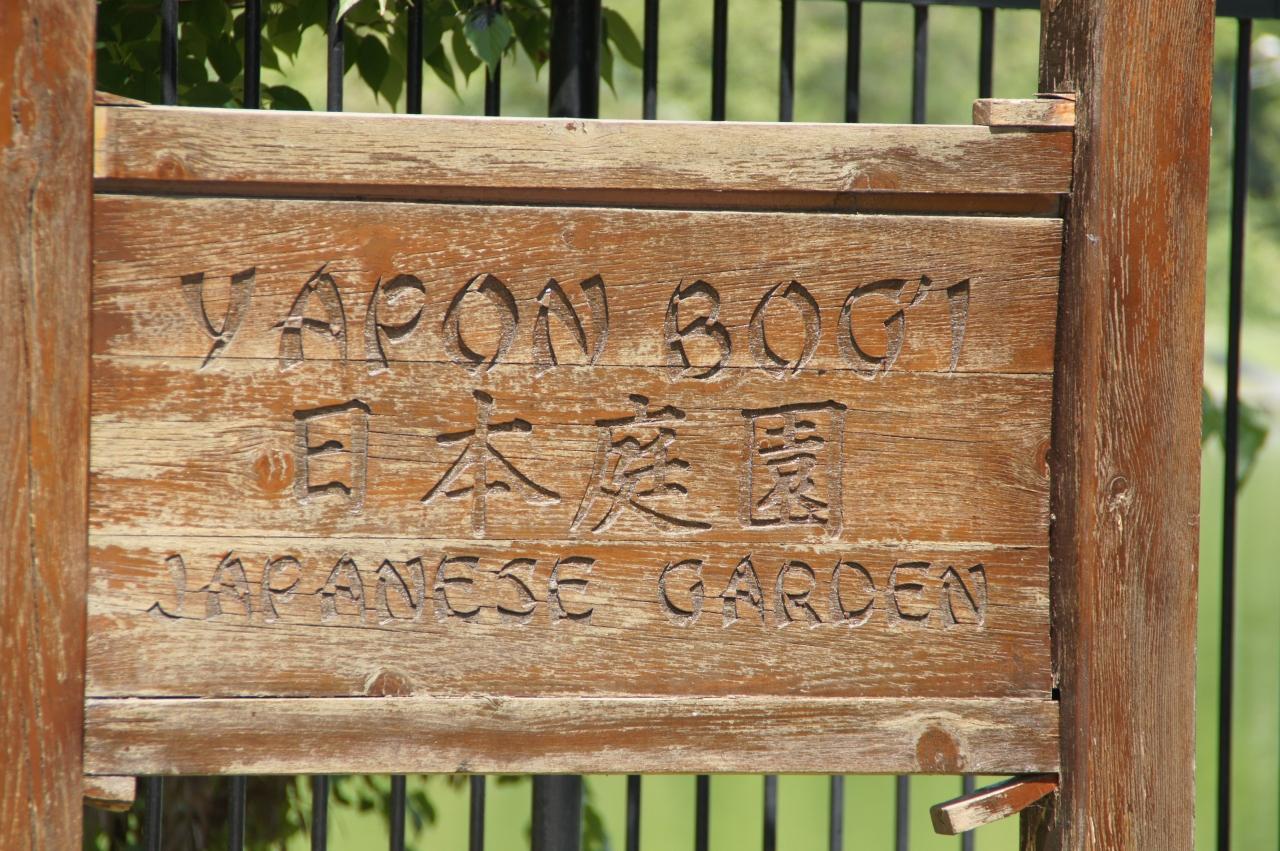 YAPON BOG'I
日本庭園
JAPANESE GARDEN